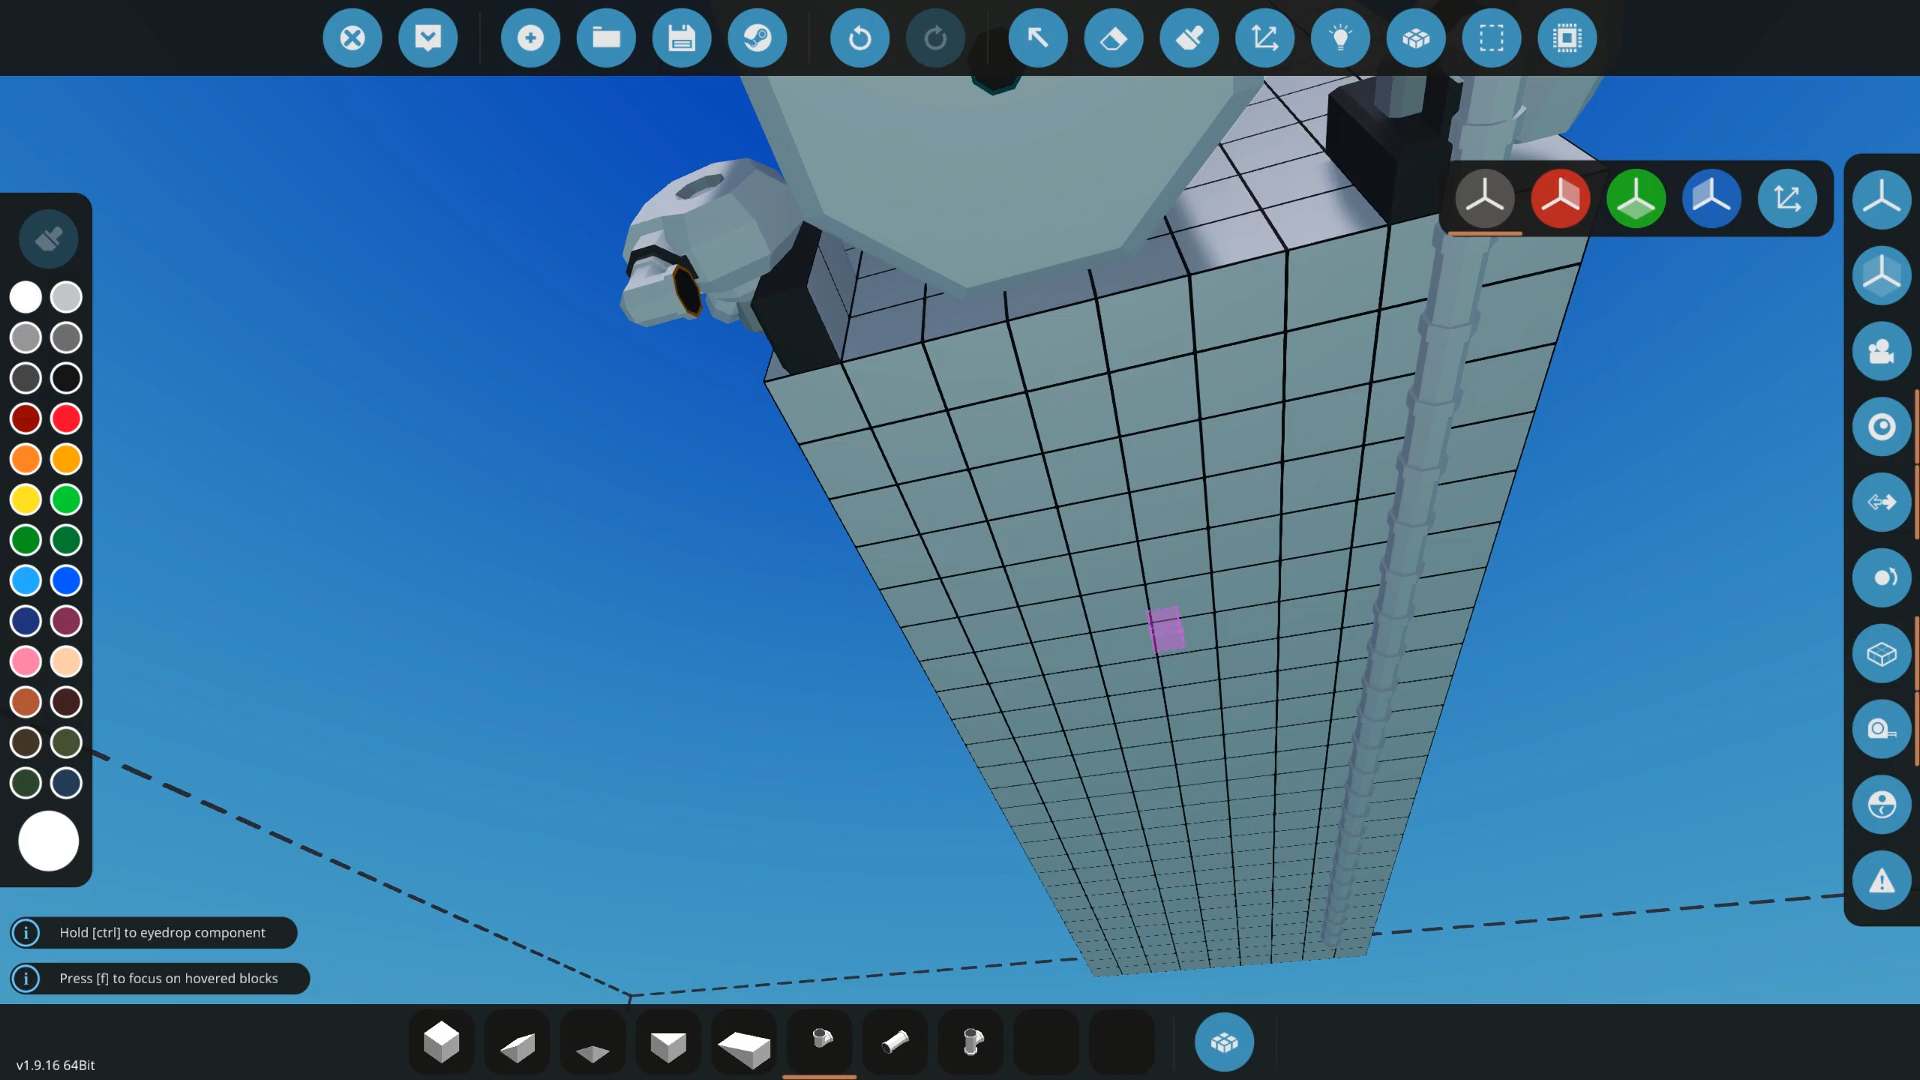 Hold [ctrl] to eyedrop component
Press [f] to focus on hovered blocks
v1.9.16 64Bit